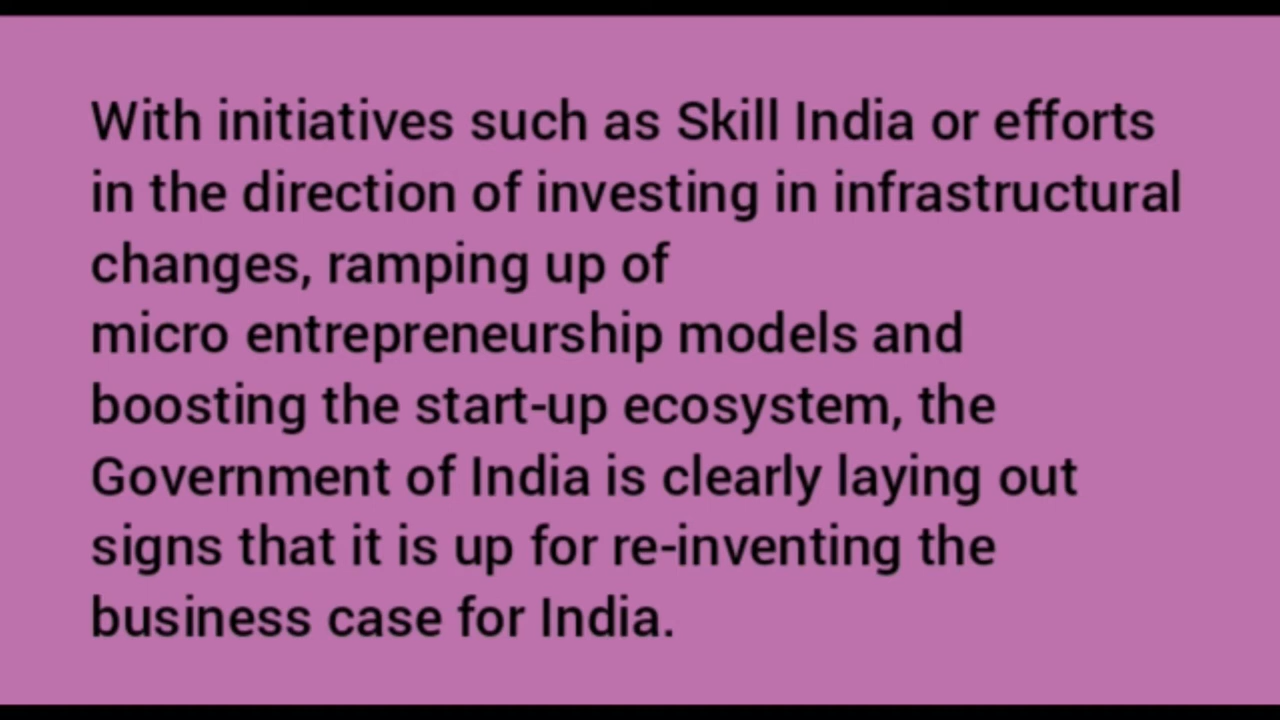 With initiatives such as Skill India or efforts
in the direction of investing in infrastructural
changes, ramping up of
micro entrepreneurship models and
boosting the start-up ecosystem, the
Government of India is clearly laying out
signs that it is up for re-inventing the
business case for India.